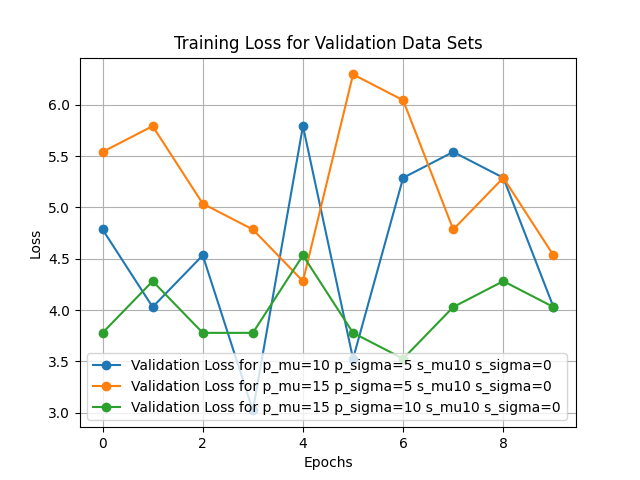 Training Loss for Validation Data Sets
6.0
5.5
5.0
4.5
4.0
3.5
3.0
Loss
Validation Loss for p_mu=10 p_sigma=5 s_mu10 s_sigma=0
Validation Loss for p_mu=15 p_sigma=5 s_mu10 s_sigma=0
Validation Loss for p_mu=15 p_sigma=10 s_mu10 s_sigma=0
0 2 4 6 8
Epochs